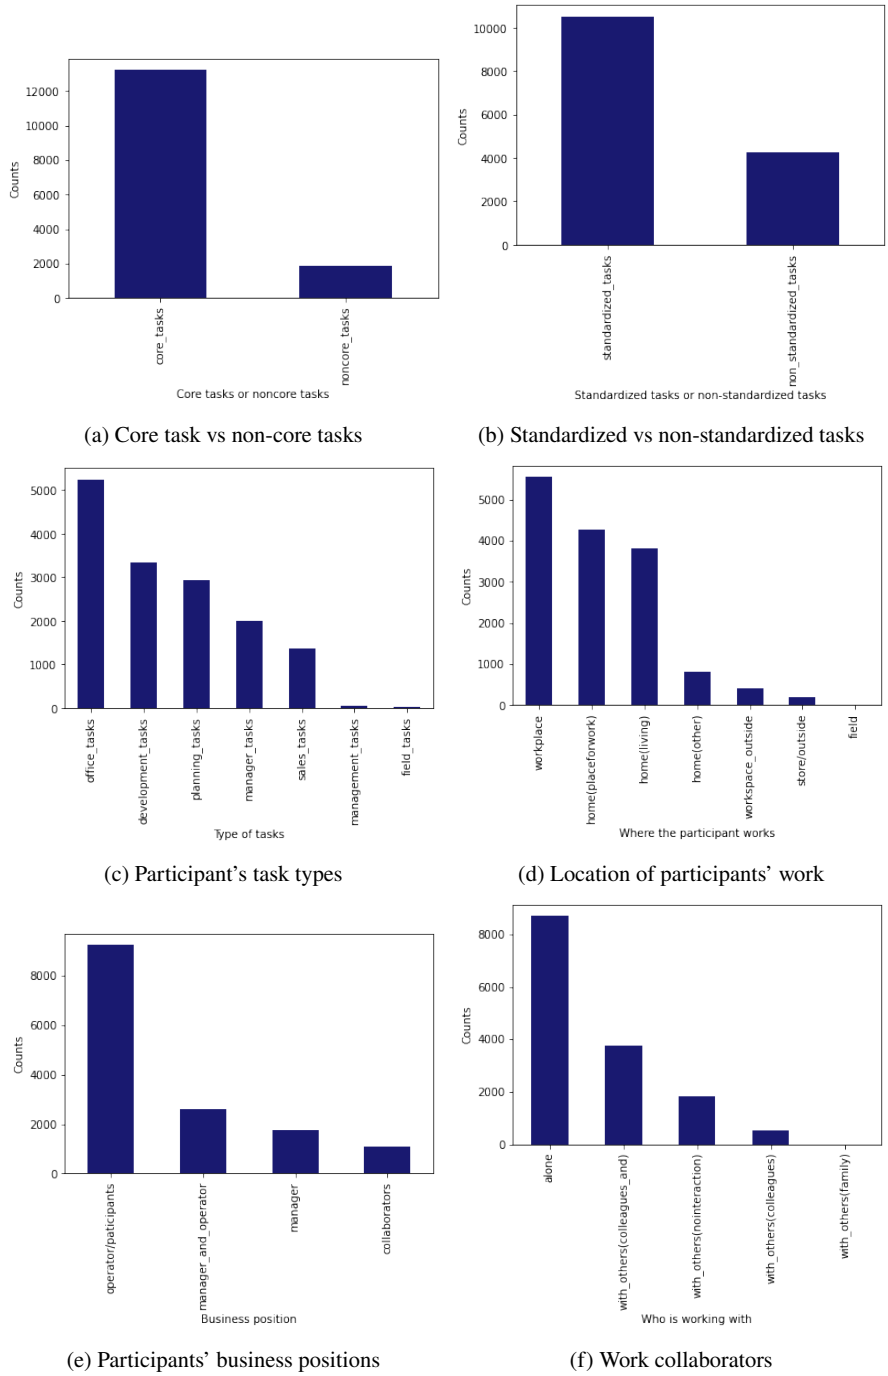 12000
10000
8000
6000
4000
2000
0
Counts
core_tasks
noncore_tasks
Core tasks or noncore tasks
(a) Core task vs non-core tasks
10000
8000
6000
4000
2000
0
Counts
standardized_tasks
non_standardized_tasks
Standardized tasks or non-standardized tasks
(b) Standardized vs non-standardized tasks
5000
4000
3000
2000
1000
0
Counts
office_tasks
development_tasks
planning_tasks
manager_tasks
sales_tasks
management_tasks
field_tasks
Type of tasks
(c) Participant’s task types
5000
4000
3000
2000
1000
0
Counts
workplace
home(placeforwork)
home(living)
home(other)
workspace_outside
store/outside
field
Where the participant works
(d) Location of participants’ work
8000
6000
4000
2000
0
Counts
operator/paticipants
manager_and_operator
manager
collaborators
Business position
(e) Participants’ business positions
8000
6000
4000
2000
0
Counts
alone
with_others(colleagues_and)
with_others(nointeraction)
with_others(colleagues)
with_others(family)
Who is working with
(f) Work collaborators